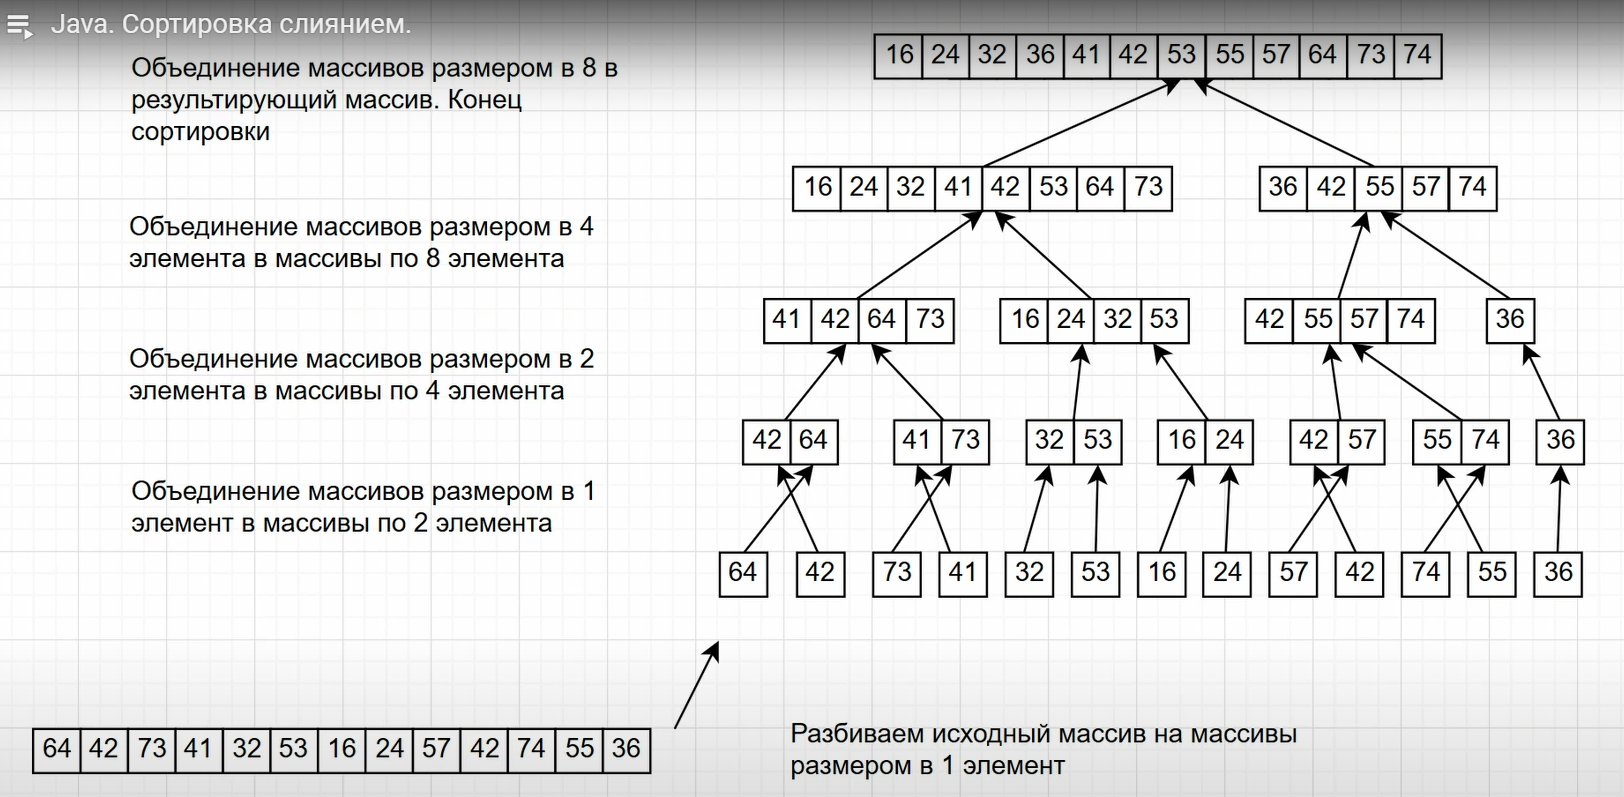 Java. Сортировка слиянием.
16 24 32 36 41 42 53 55 57 64 73 74
Объединение массивов размером в 8 в
результирующий массив. Конец
сортировки
16 24 32 41 42 53 64 73
36 42 55 57 74
Объединение массивов размером в 4
элемента в массивы по 8 элемента
41 42 64 73
16 24 32 53
42 55 57 74
36
Объединение массивов размером в 2
элемента в массивы по 4 элемента
42 64
41 73
32 53
16 24
42 57
55 74
36
Объединение массивов размером в 1
элемент в массивы по 2 элемента
64
42
73
41
32
53
16
24
57
42
74
55
36
64 42 73 41 32 53 16 24 57 42 74 55 36
Разбиваем исходный массив на массивы
размером в 1 элемент